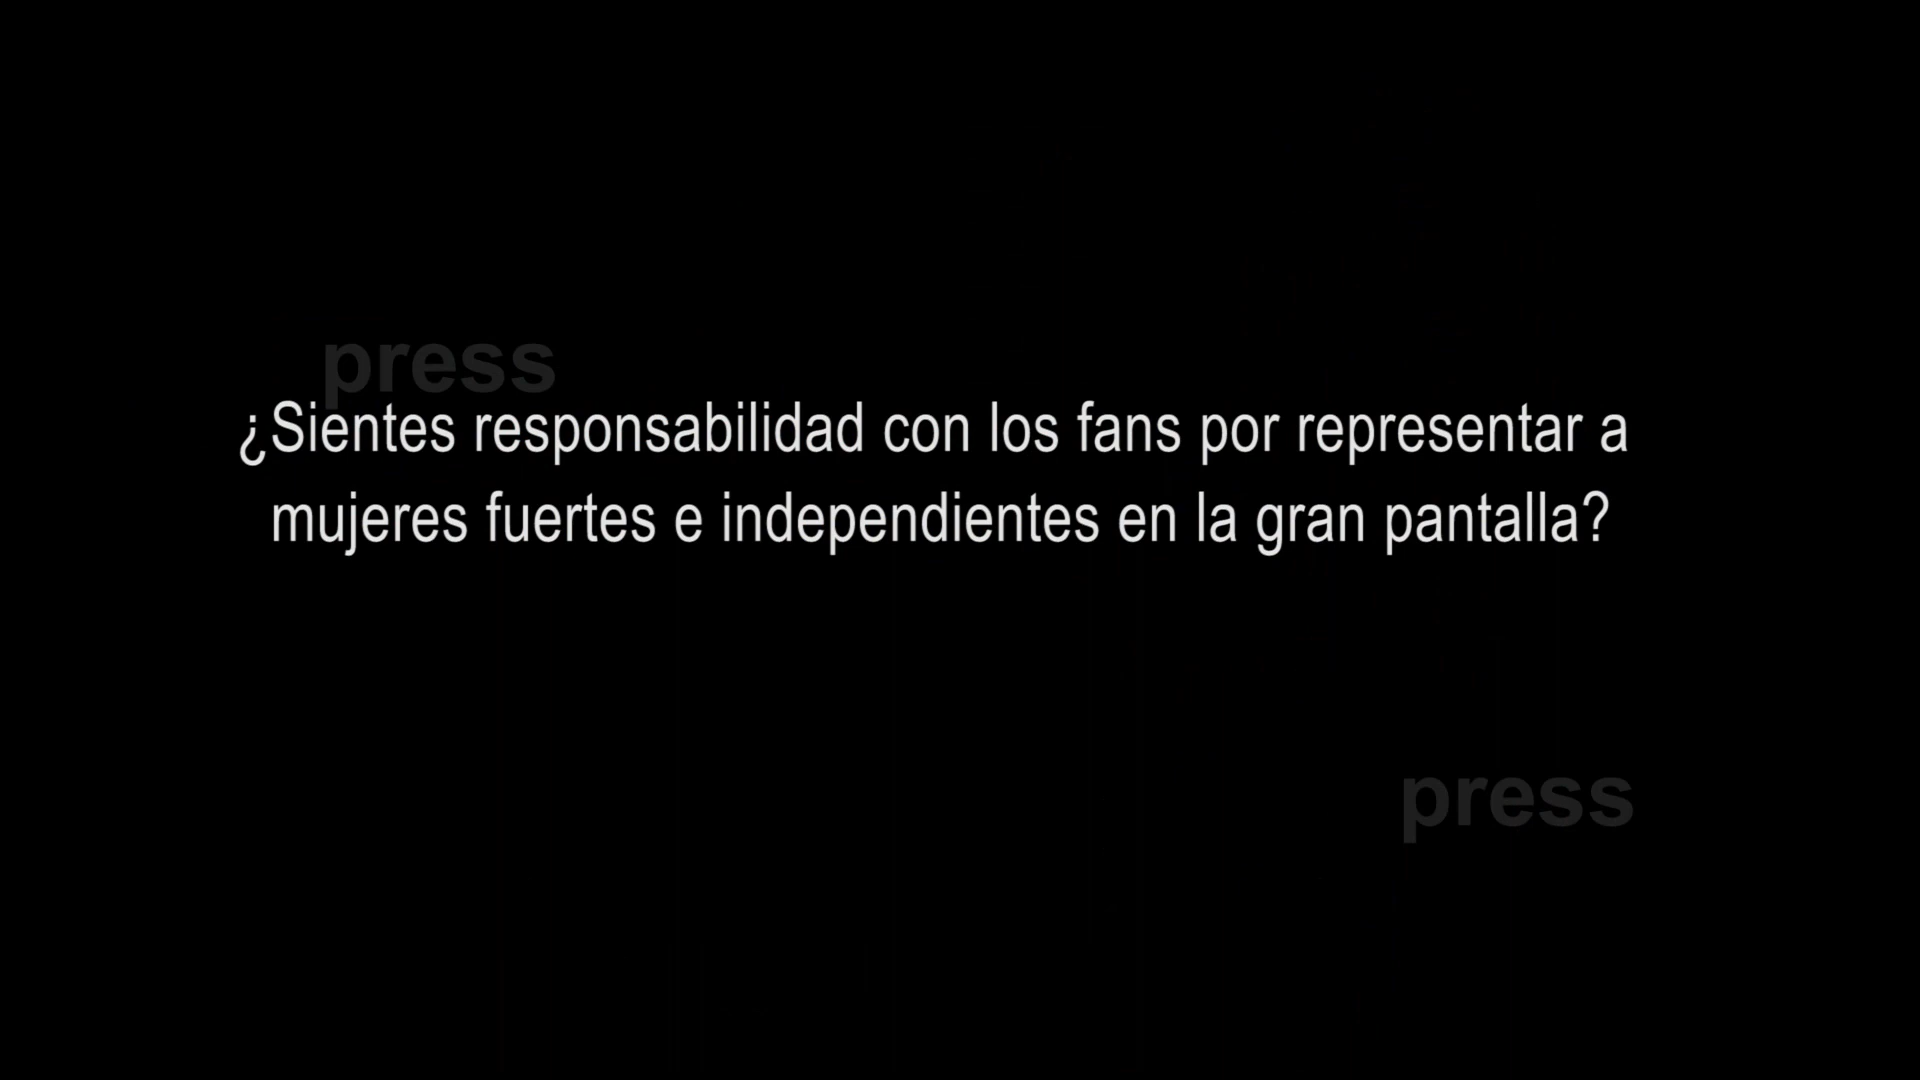 press
¿Sientes responsabilidad con los fans por representar a
mujeres fuertes e independientes en la gran pantalla?
press